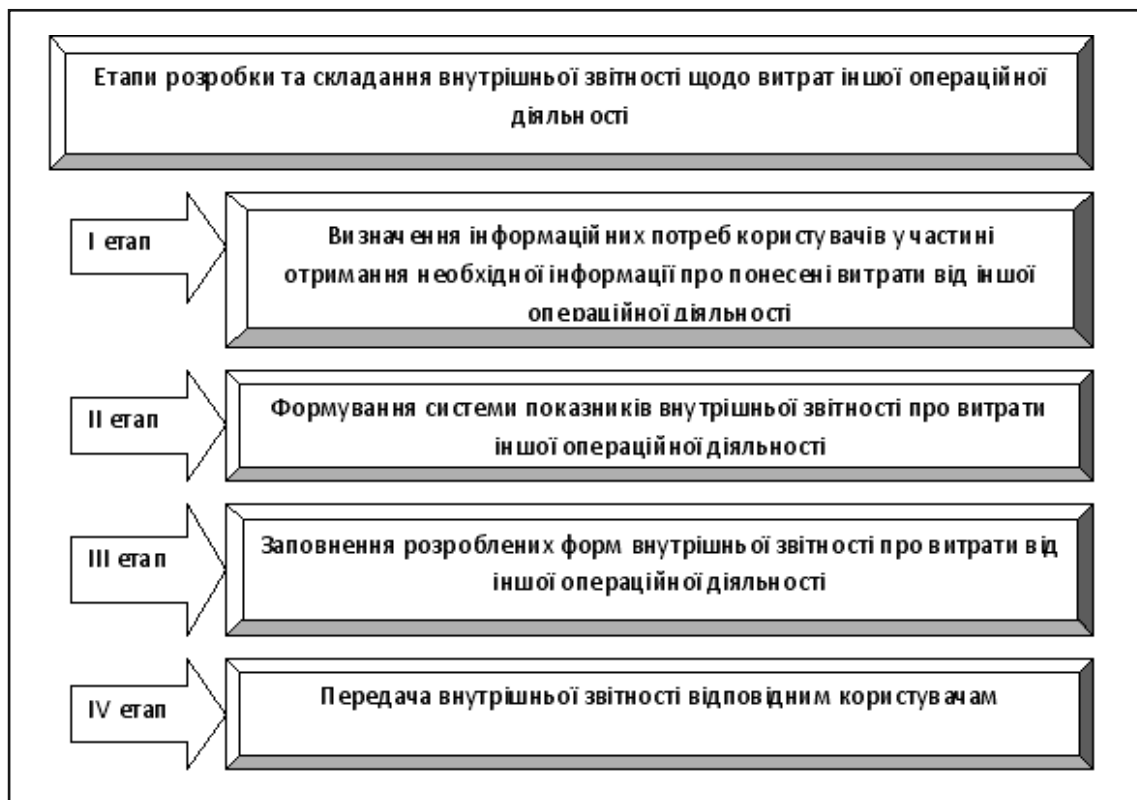 Етапи розробки та складання внутрішньої звітності щодо витрат іншої операційної
діяльності
І етап
Визначення інформаційних потреб користувачів у частині
отримання необхідної інформації про понесені витрати від іншої
операційної діяльності
ІІ етап
Формування системи показників внутрішньої звітності про витрати
іншої операційної діяльності
ІІІ етап
Заповнення розроблених форм внутрішньої звітності про витрати від
іншої операційної діяльності
IV етап
Передача внутрішньої звітності відповідним користувачам